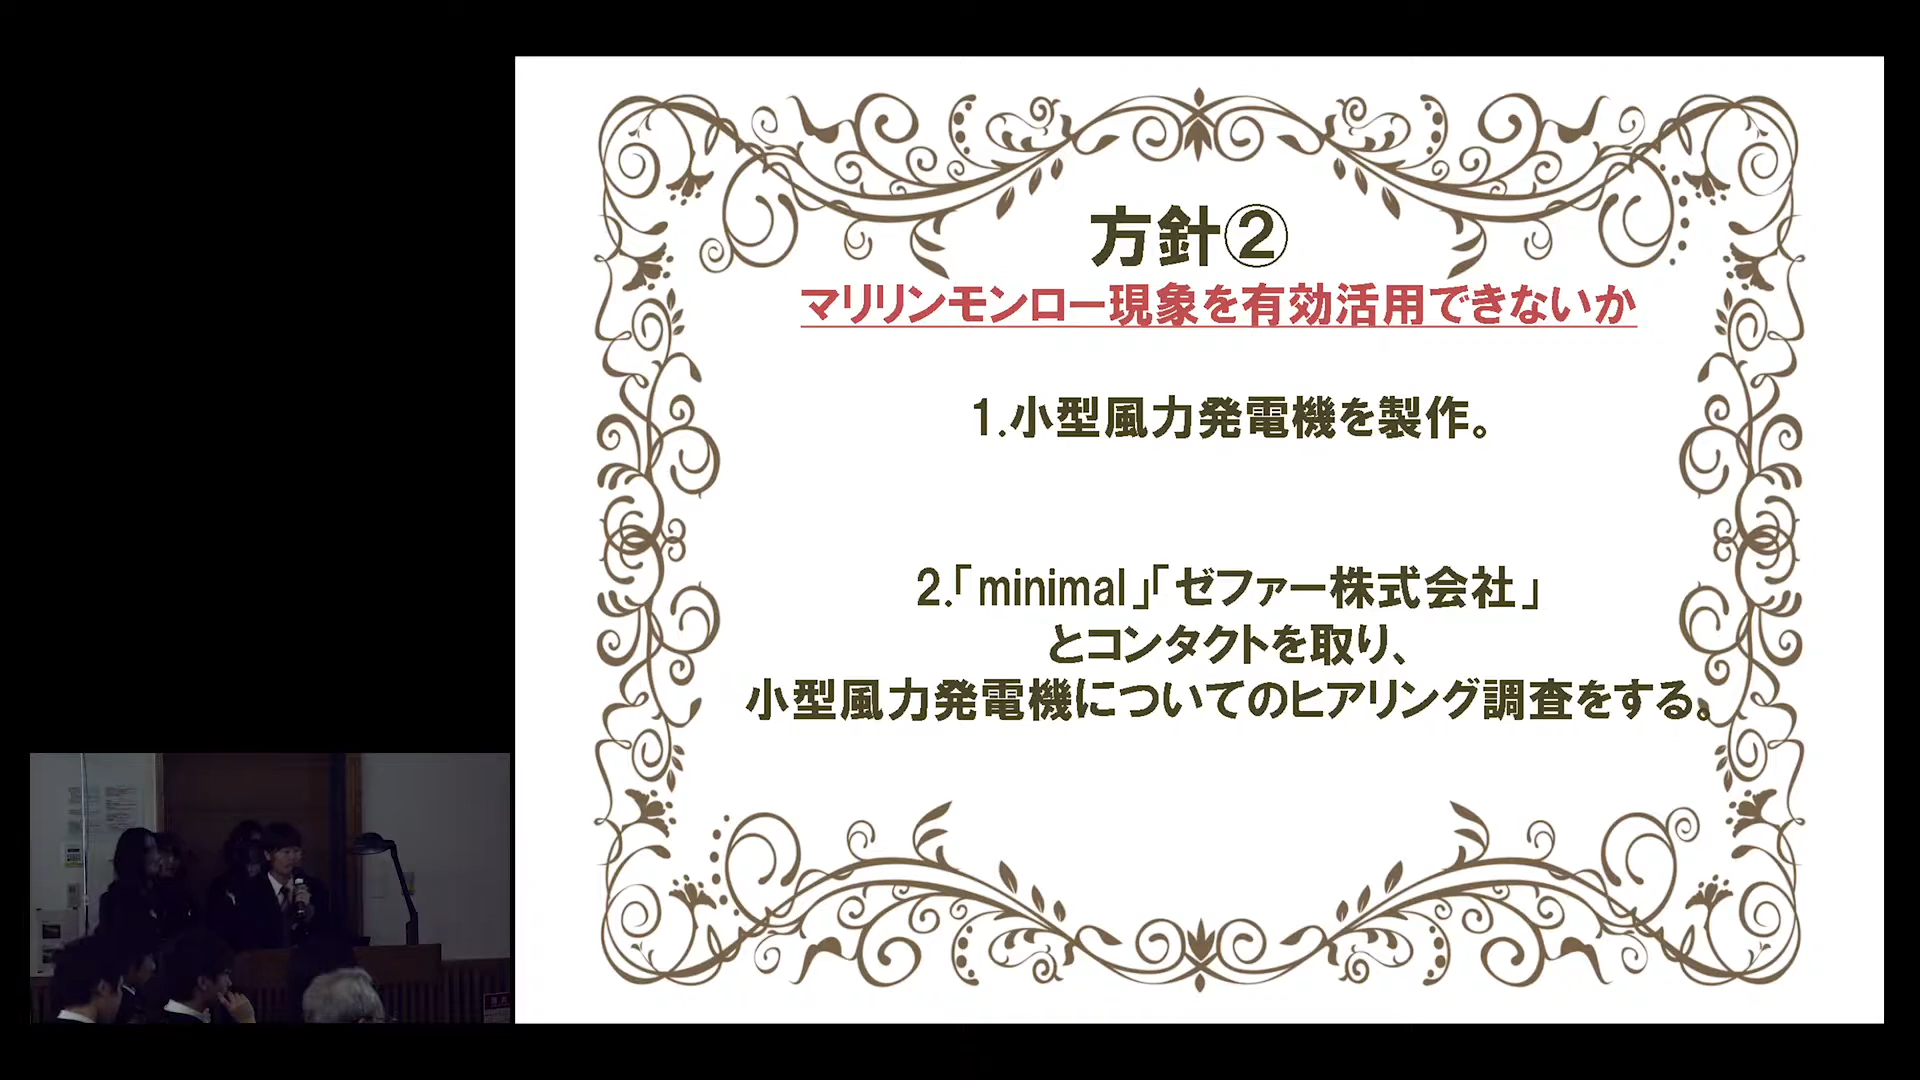 方針②
マリリンモンロー現象を有効活用できないか
1.小型風力発電機を製作。
2.「minimal」「ゼファー株式会社」
とコンタクトを取り、
小型風力発電機についてのヒアリング調査をする。